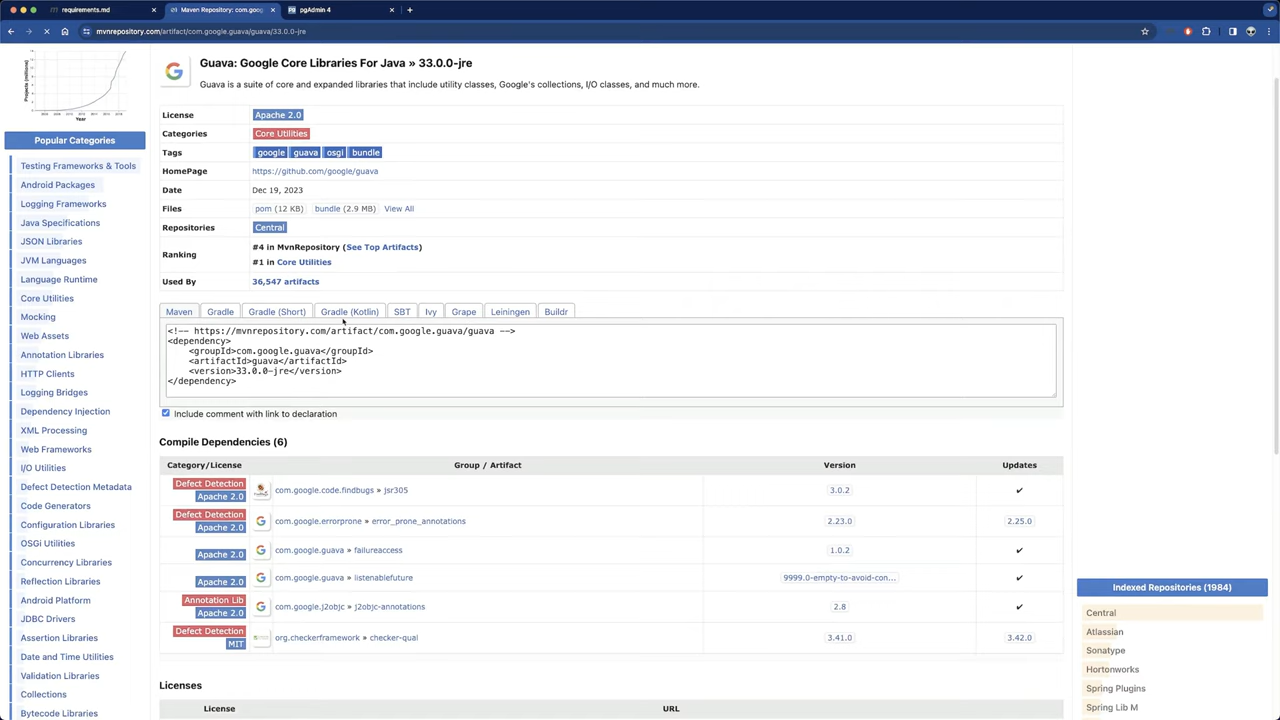 requirements.md
Maven Repository: com.goog
pgAdmin 4
mvnrepository.com/artifact/com.google.guava/guava/33.0.0-jre
Projects (millions)
Year
Popular Categories
Testing Frameworks & Tools
Android Packages
Logging Frameworks
Java Specifications
JSON Libraries
JVM Languages
Language Runtime
Core Utilities
Mocking
Web Assets
Annotation Libraries
HTTP Clients
Logging Bridges
Dependency Injection
XML Processing
Web Frameworks
I/O Utilities
Defect Detection Metadata
Code Generators
Configuration Libraries
OSGi Utilities
Concurrency Libraries
Reflection Libraries
Android Platform
JDBC Drivers
Assertion Libraries
Date and Time Utilities
Validation Libraries
Collections
Bytecode Libraries
Guava: Google Core Libraries For Java » 33.0.0-jre
Guava is a suite of core and expanded libraries that include utility classes, Google's collections, I/O classes, and much more.
License Apache 2.0
Categories Core Utilities
Tags google guava osgi bundle
HomePage https://github.com/google/guava
Date Dec 19, 2023
Files pom (12 KB) bundle (2.9 MB) View All
Repositories Central
Ranking #4 in MvnRepository (See Top Artifacts)
#1 in Core Utilities
Used By 36,547 artifacts
Maven Gradle Gradle (Short) Gradle (Kotlin) SBT Ivy Grape Leiningen Buildr
<!-- https://mvnrepository.com/artifact/com.google.guava/guava -->
<dependency>
<groupId>com.google.guava</groupId>
<artifactId>guava</artifactId>
<version>33.0.0-jre</version>
</dependency>
Include comment with link to declaration
Compile Dependencies (6)
Category/License Group / Artifact Version Updates
Defect Detection
Apache 2.0 com.google.code.findbugs » jsr305 3.0.2 ✔
Defect Detection
Apache 2.0 com.google.errorprone » error_prone_annotations 2.23.0 2.25.0
Apache 2.0 com.google.guava » failureaccess 1.0.2 ✔
Apache 2.0 com.google.guava » listenablefuture 9999.0-empty-to-avoid-con... ✔
Annotation Lib
Apache 2.0 com.google.j2objc » j2objc-annotations 2.8 ✔
Defect Detection
MIT org.checkerframework » checker-qual 3.41.0 3.42.0
Licenses
License URL
Indexed Repositories (1984)
Central
Atlassian
Sonatype
Hortonworks
Spring Plugins
Spring Lib M